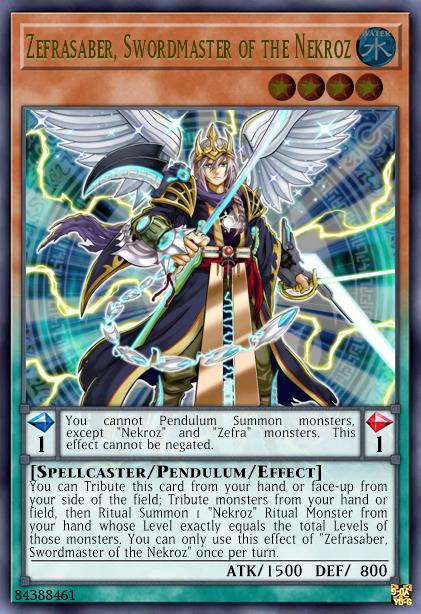 Zefrasaber, Swordmaster of the Nekroz
WATER
水
You cannot Pendulum Summon monsters,
except "Nekroz" and "Zefra" monsters. This
effect cannot be negated.
1
1
[Spellcaster/Pendulum/Effect]
You can Tribute this card from your hand or face-up from
your side of the field; Tribute monsters from your hand or
field, then Ritual Summon 1 "Nekroz" Ritual Monster from
your hand whose Level exactly equals the total Levels of
those monsters. You can only use this effect of "Zefrasaber,
Swordmaster of the Nekroz" once per turn.
ATK/1500 DEF/ 800
84388461